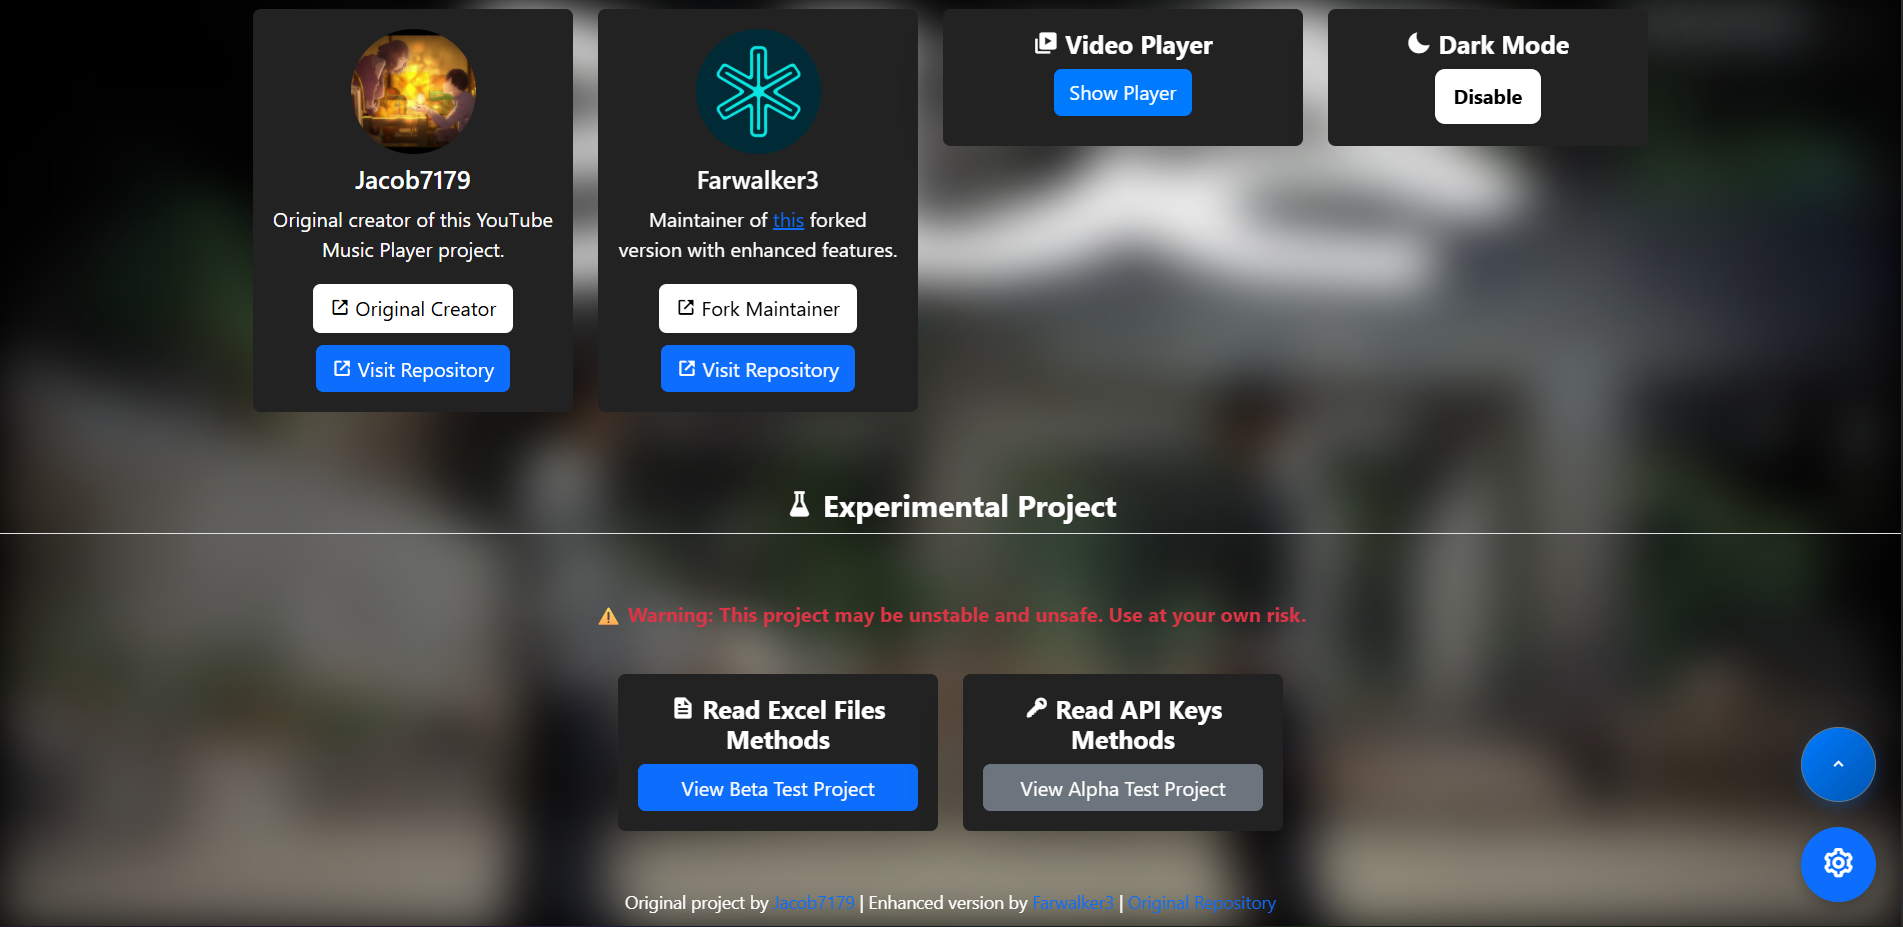 Jacob7179
Original creator of this YouTube
Music Player project.
Original Creator
Visit Repository
Farwalker3
Maintainer of this forked
version with enhanced features.
Fork Maintainer
Visit Repository
Video Player
Show Player
Dark Mode
Disable
Experimental Project
Warning: This project may be unstable and unsafe. Use at your own risk.
Read Excel Files
Methods
View Beta Test Project
Read API Keys
Methods
View Alpha Test Project
Original project by Jacob7179 | Enhanced version by Farwalker3 | Original Repository